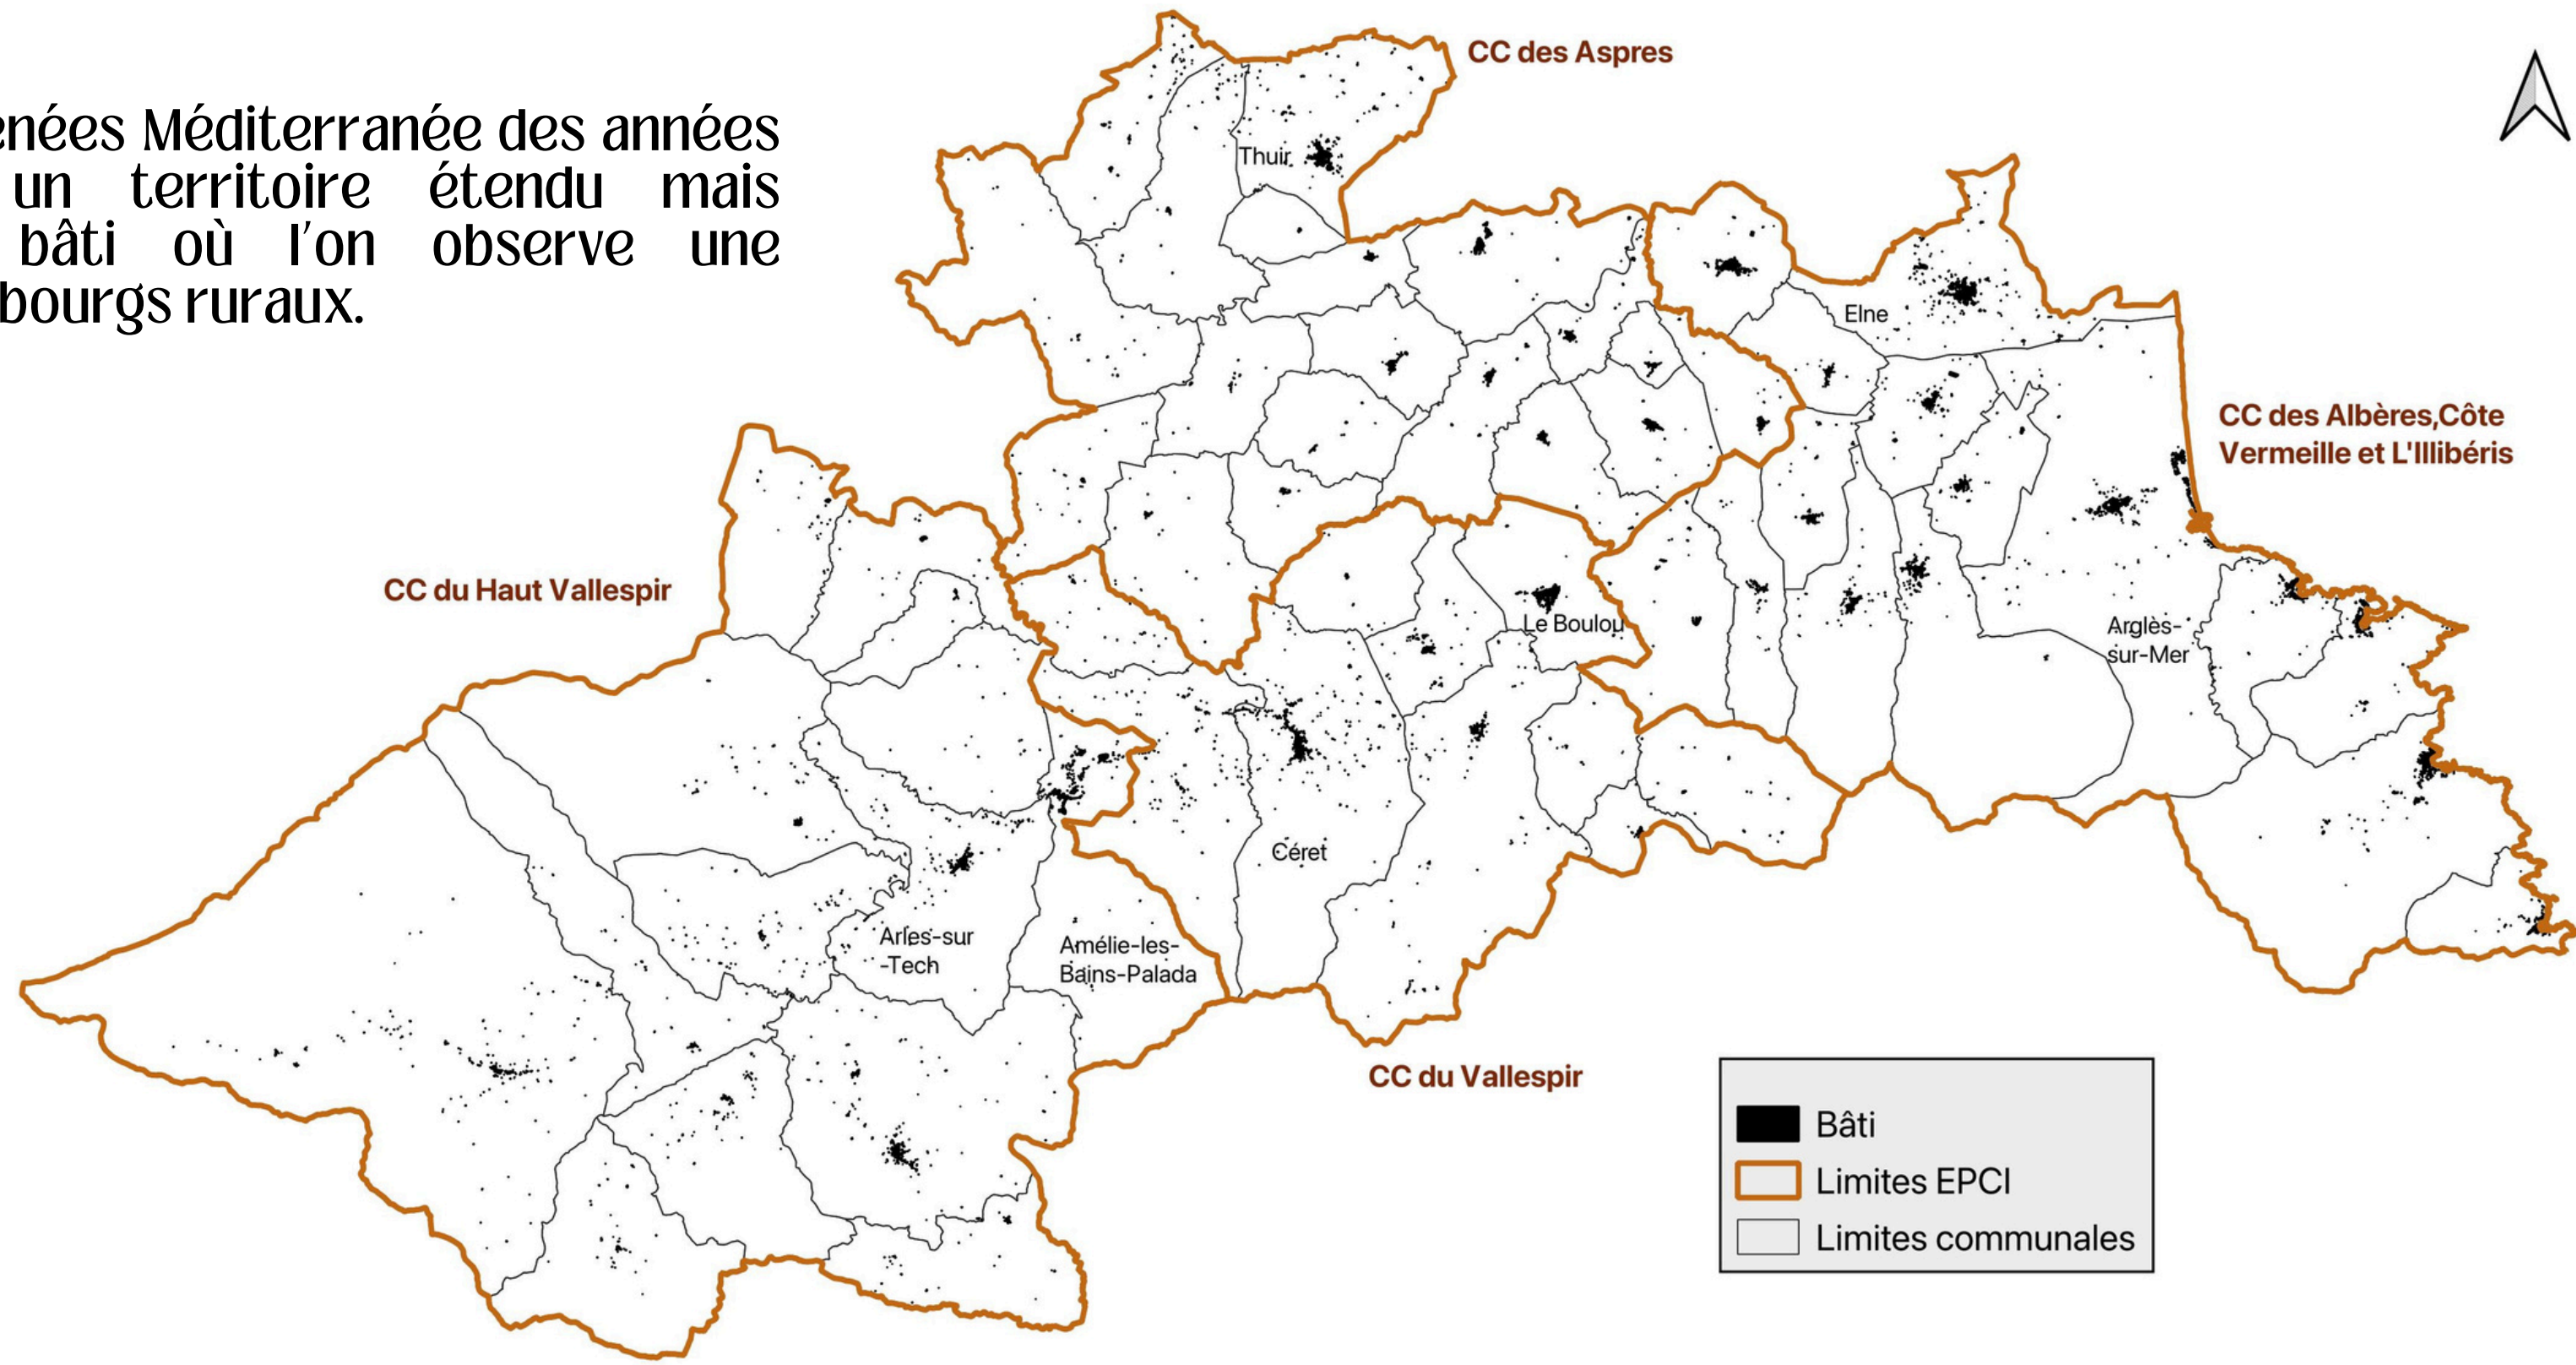 enées Méditerranée des années
un territoire étendu mais
bâti où l'on observe une
bourgs ruraux.
CC des Aspres
Thuir
Elne
CC des Albères,Côte
Vermeille et L'Illibéris
CC du Haut Vallespir
Le Boulou
Arglès-
sur-Mer
Céret
Arles-sur
-Tech
Amélie-les-
Bains-Palada
CC du Vallespir
Bâti
Limites EPCI
Limites communales